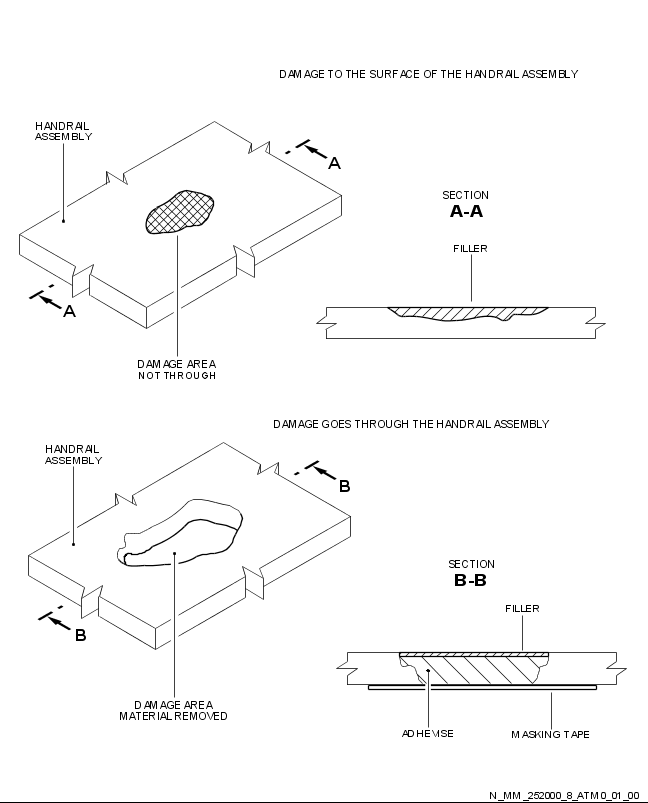 DAMAGE TO THE SURFACE OF THE HANDRAIL ASSEMBLY
HANDRAIL
ASSEMBLY
A
SECTION
A-A
FILLER
A
DAMAGE AREA
NOT THROUGH
DAMAGE GOES THROUGH THE HANDRAIL ASSEMBLY
HANDRAIL
ASSEMBLY
B
SECTION
B-B
FILLER
B
DAMAGE AREA
MATERIAL REMOVED
ADHEMSE
MASKING TAPE
N_MM_252000_8_ATM0_01_00